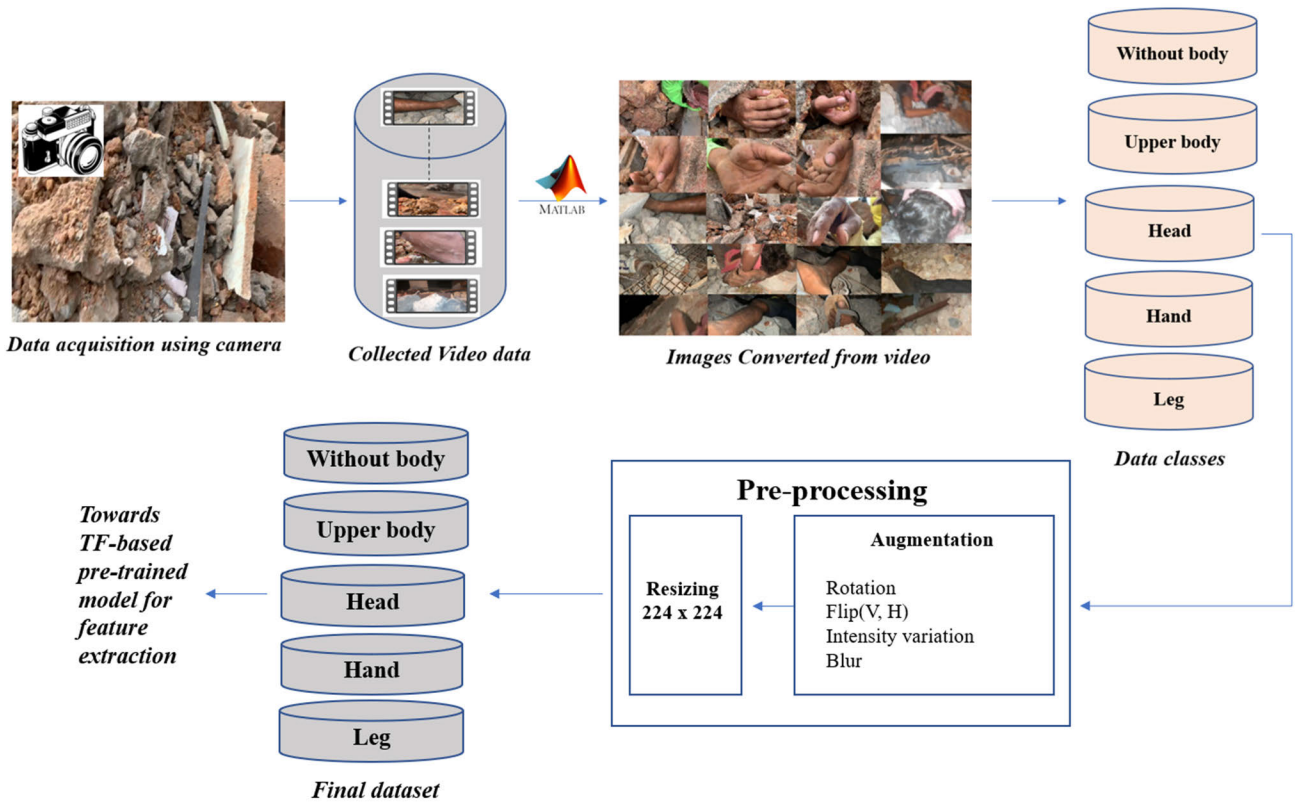 Data acquisition using camera
Collected Video data
MATLAB
Images Converted from video
Without body
Upper body
Head
Hand
Leg
Data classes
Pre-processing
Augmentation
Rotation
Flip(V, H)
Intensity variation
Blur
Resizing
224 x 224
Without body
Upper body
Head
Hand
Leg
Final dataset
Towards
TF-based
pre-trained
model for
feature
extraction